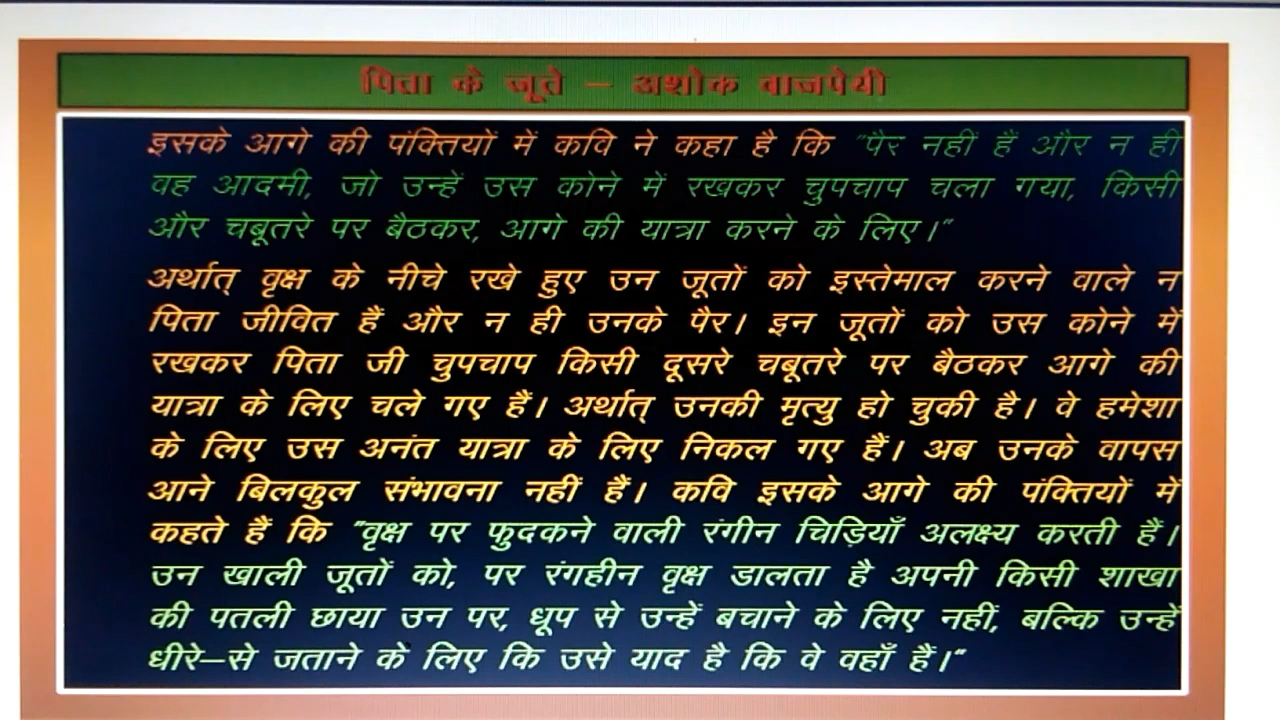 पिता के जूते – अशोक वाजपेयी
इसके आगे की पंक्तियों में कवि ने कहा है कि "पैर नहीं हैं और न ही
वह आदमी, जो उन्हें उस कोने में रखकर चुपचाप चला गया, किसी
और चबूतरे पर बैठकर, आगे की यात्रा करने के लिए।"
अर्थात् वृक्ष के नीचे रखे हुए उन जूतों को इस्तेमाल करने वाले न
पिता जीवित हैं और न ही उनके पैर। इन जूतों को उस कोने में
रखकर पिता जी चुपचाप किसी दूसरे चबूतरे पर बैठकर आगे की
यात्रा के लिए चले गए हैं। अर्थात् उनकी मृत्यु हो चुकी है। वे हमेशा
के लिए उस अनंत यात्रा के लिए निकल गए हैं। अब उनके वापस
आने बिलकुल संभावना नहीं हैं। कवि इसके आगे की पंक्तियों में
कहते हैं कि "वृक्ष पर फुदकने वाली रंगीन चिड़ियाँ अलक्ष्य करती हैं।
उन खाली जूतों को, पर रंगहीन वृक्ष डालता है अपनी किसी शाखा
की पतली छाया उन पर, धूप से उन्हें बचाने के लिए नहीं, बल्कि उन्हें
धीरे–से जताने के लिए कि उसे याद है कि वे वहाँ हैं।"